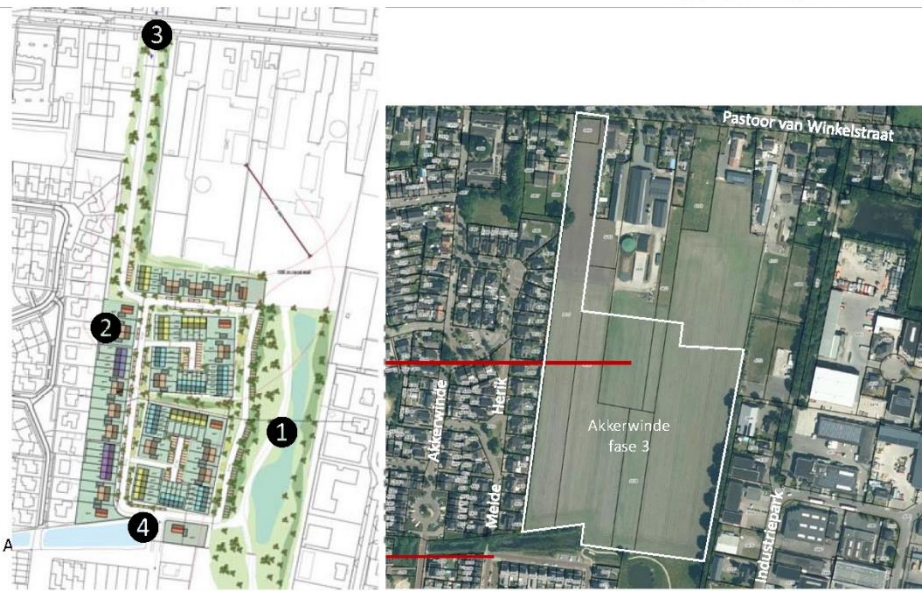 3
2
1
4
A
Pastoor van Winkelstraat
Akkerwinde
Herik
Melde
Akkerwinde
fase 3
Industriepark